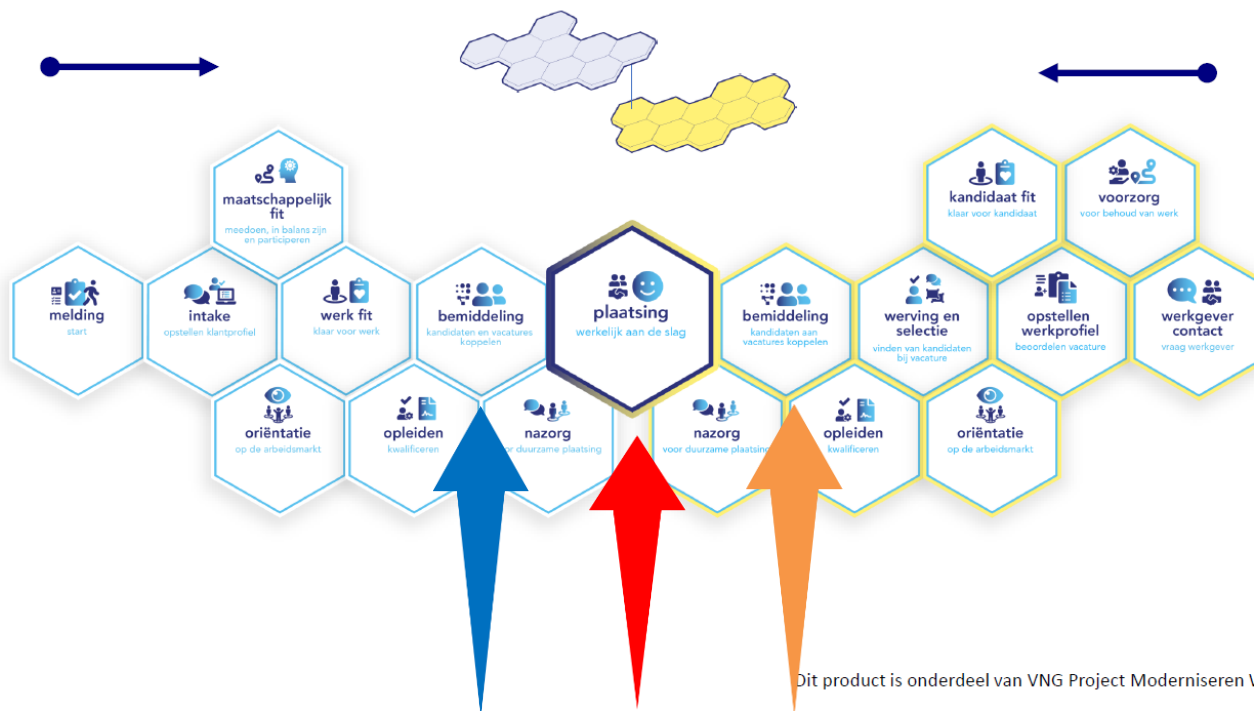 maatschappelijk
fit
meedoen, in balans zijn
en participeren
kandidaat fit
klaar voor kandidaat
voorzorg
voor behoud van werk
melding
start
intake
opstellen klantprofiel
werk fit
klaar voor werk
bemiddeling
kandidaten en vacatures
koppelen
plaatsing
werkelijk aan de slag
bemiddeling
kandidaten aan
vacatures koppelen
werving en
selectie
vinden van kandidaten
bij vacature
opstellen
werkprofiel
beoordelen vacature
werkgever
contact
vraag werkgever
oriëntatie
op de arbeidsmarkt
opleiden
kwalificeren
nazorg
voor duurzame plaatsing
nazorg
voor duurzame plaatsing
opleiden
kwalificeren
oriëntatie
op de arbeidsmarkt
Dit product is onderdeel van VNG Project Moderniseren W